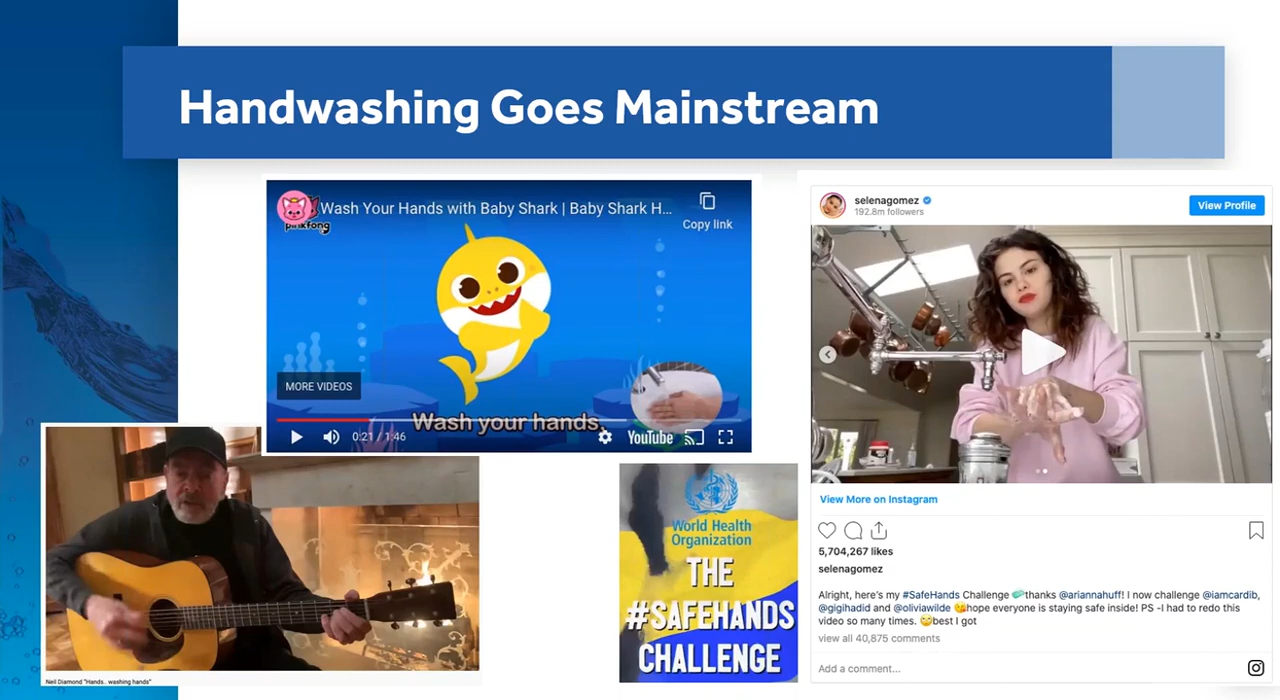 Handwashing Goes Mainstream
pinkfong
Wash Your Hands with Baby Shark | Baby Shark H...
Copy link
MORE VIDEOS
Wash your hands.
0:21 / 1:46
YouTube
Neil Diamond "Hands.. washing hands"
World Health
Organization
THE
#SAFEHANDS
CHALLENGE
selenagomez
192.8m followers
View Profile
View More on Instagram
5,704,267 likes
selenagomez
Alright, here's my #SafeHands Challenge 🧼thanks @ariannahuff! I now challenge @iamcardib,
@gigihadid and @oliviawilde 😘hope everyone is staying safe inside! PS -I had to redo this
video so many times. 🙄best I got
view all 40,875 comments
Add a comment...